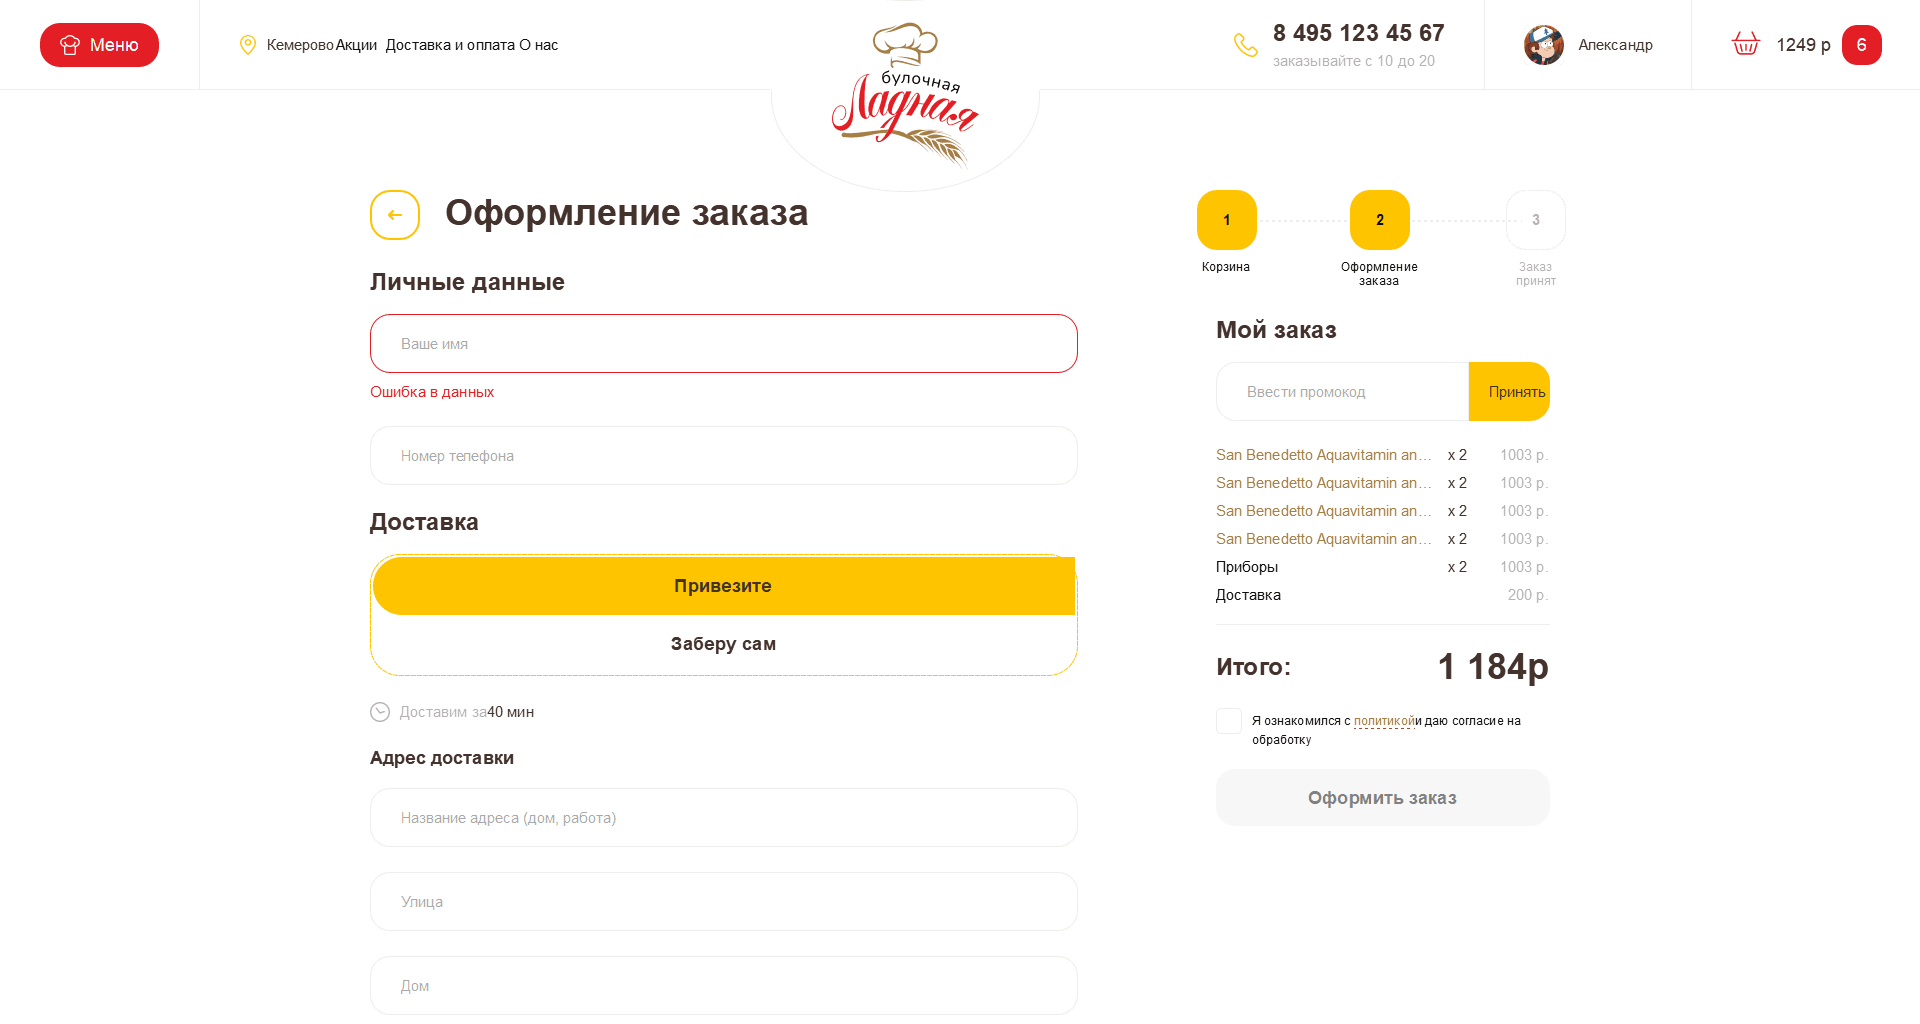 Меню
Кемерово Акции Доставка и оплата О нас
булочная
Ладная
8 495 123 45 67
заказывайте с 10 до 20
Александр
1249 р 6
Оформление заказа
1 2 3
Корзина
Оформление
заказа
Заказ
принят
Личные данные
Ваше имя
Ошибка в данных
Номер телефона
Доставка
Привезите
Заберу сам
Доставим за40 мин
Адрес доставки
Название адреса (дом, работа)
Улица
Дом
Мой заказ
Ввести промокод Принять
San Benedetto Aquavitamin an... x 2 1003 р.
San Benedetto Aquavitamin an... x 2 1003 р.
San Benedetto Aquavitamin an... x 2 1003 р.
San Benedetto Aquavitamin an... x 2 1003 р.
Приборы x 2 1003 р.
Доставка 200 р.
Итого: 1 184р
Я ознакомился с политикойи даю согласие на
обработку
Оформить заказ